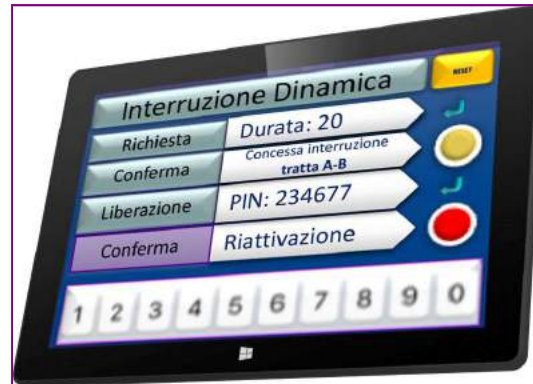 Interruzione Dinamica
RESET
Richiesta
Durata: 20
Conferma
Concessa interruzione
tratta A-B
Liberazione
PIN: 234677
Conferma
Riattivazione
1 2 3 4 5 6 7 8 9 0